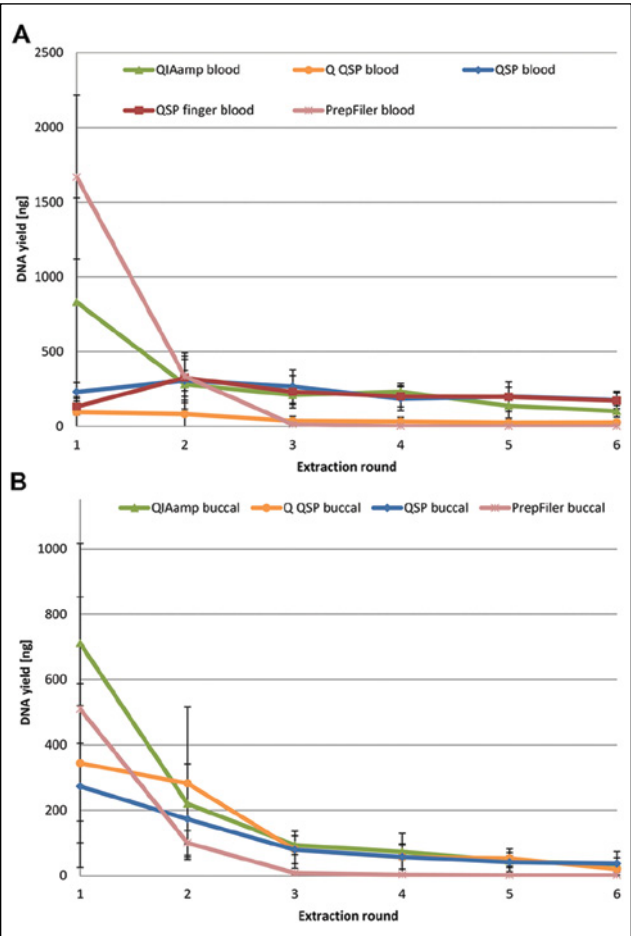 A
2500
QIAamp blood Q QSP blood QSP blood
QSP finger blood PrepFiler blood
2000
1500
1000
500
0
DNA yield [ng]
1 2 3 4 5 6
Extraction round
B
QIAamp buccal Q QSP buccal QSP buccal PrepFiler buccal
1000
800
600
400
200
0
DNA yield [ng]
1 2 3 4 5 6
Extraction round